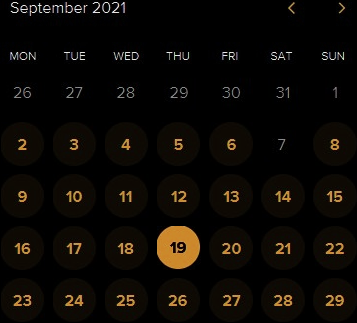 September 2021
MON TUE WED THU FRI SAT SUN
26 27 28 29 30 31 1
2 3 4 5 6 7 8
9 10 11 12 13 14 15
16 17 18 19 20 21 22
23 24 25 26 27 28 29